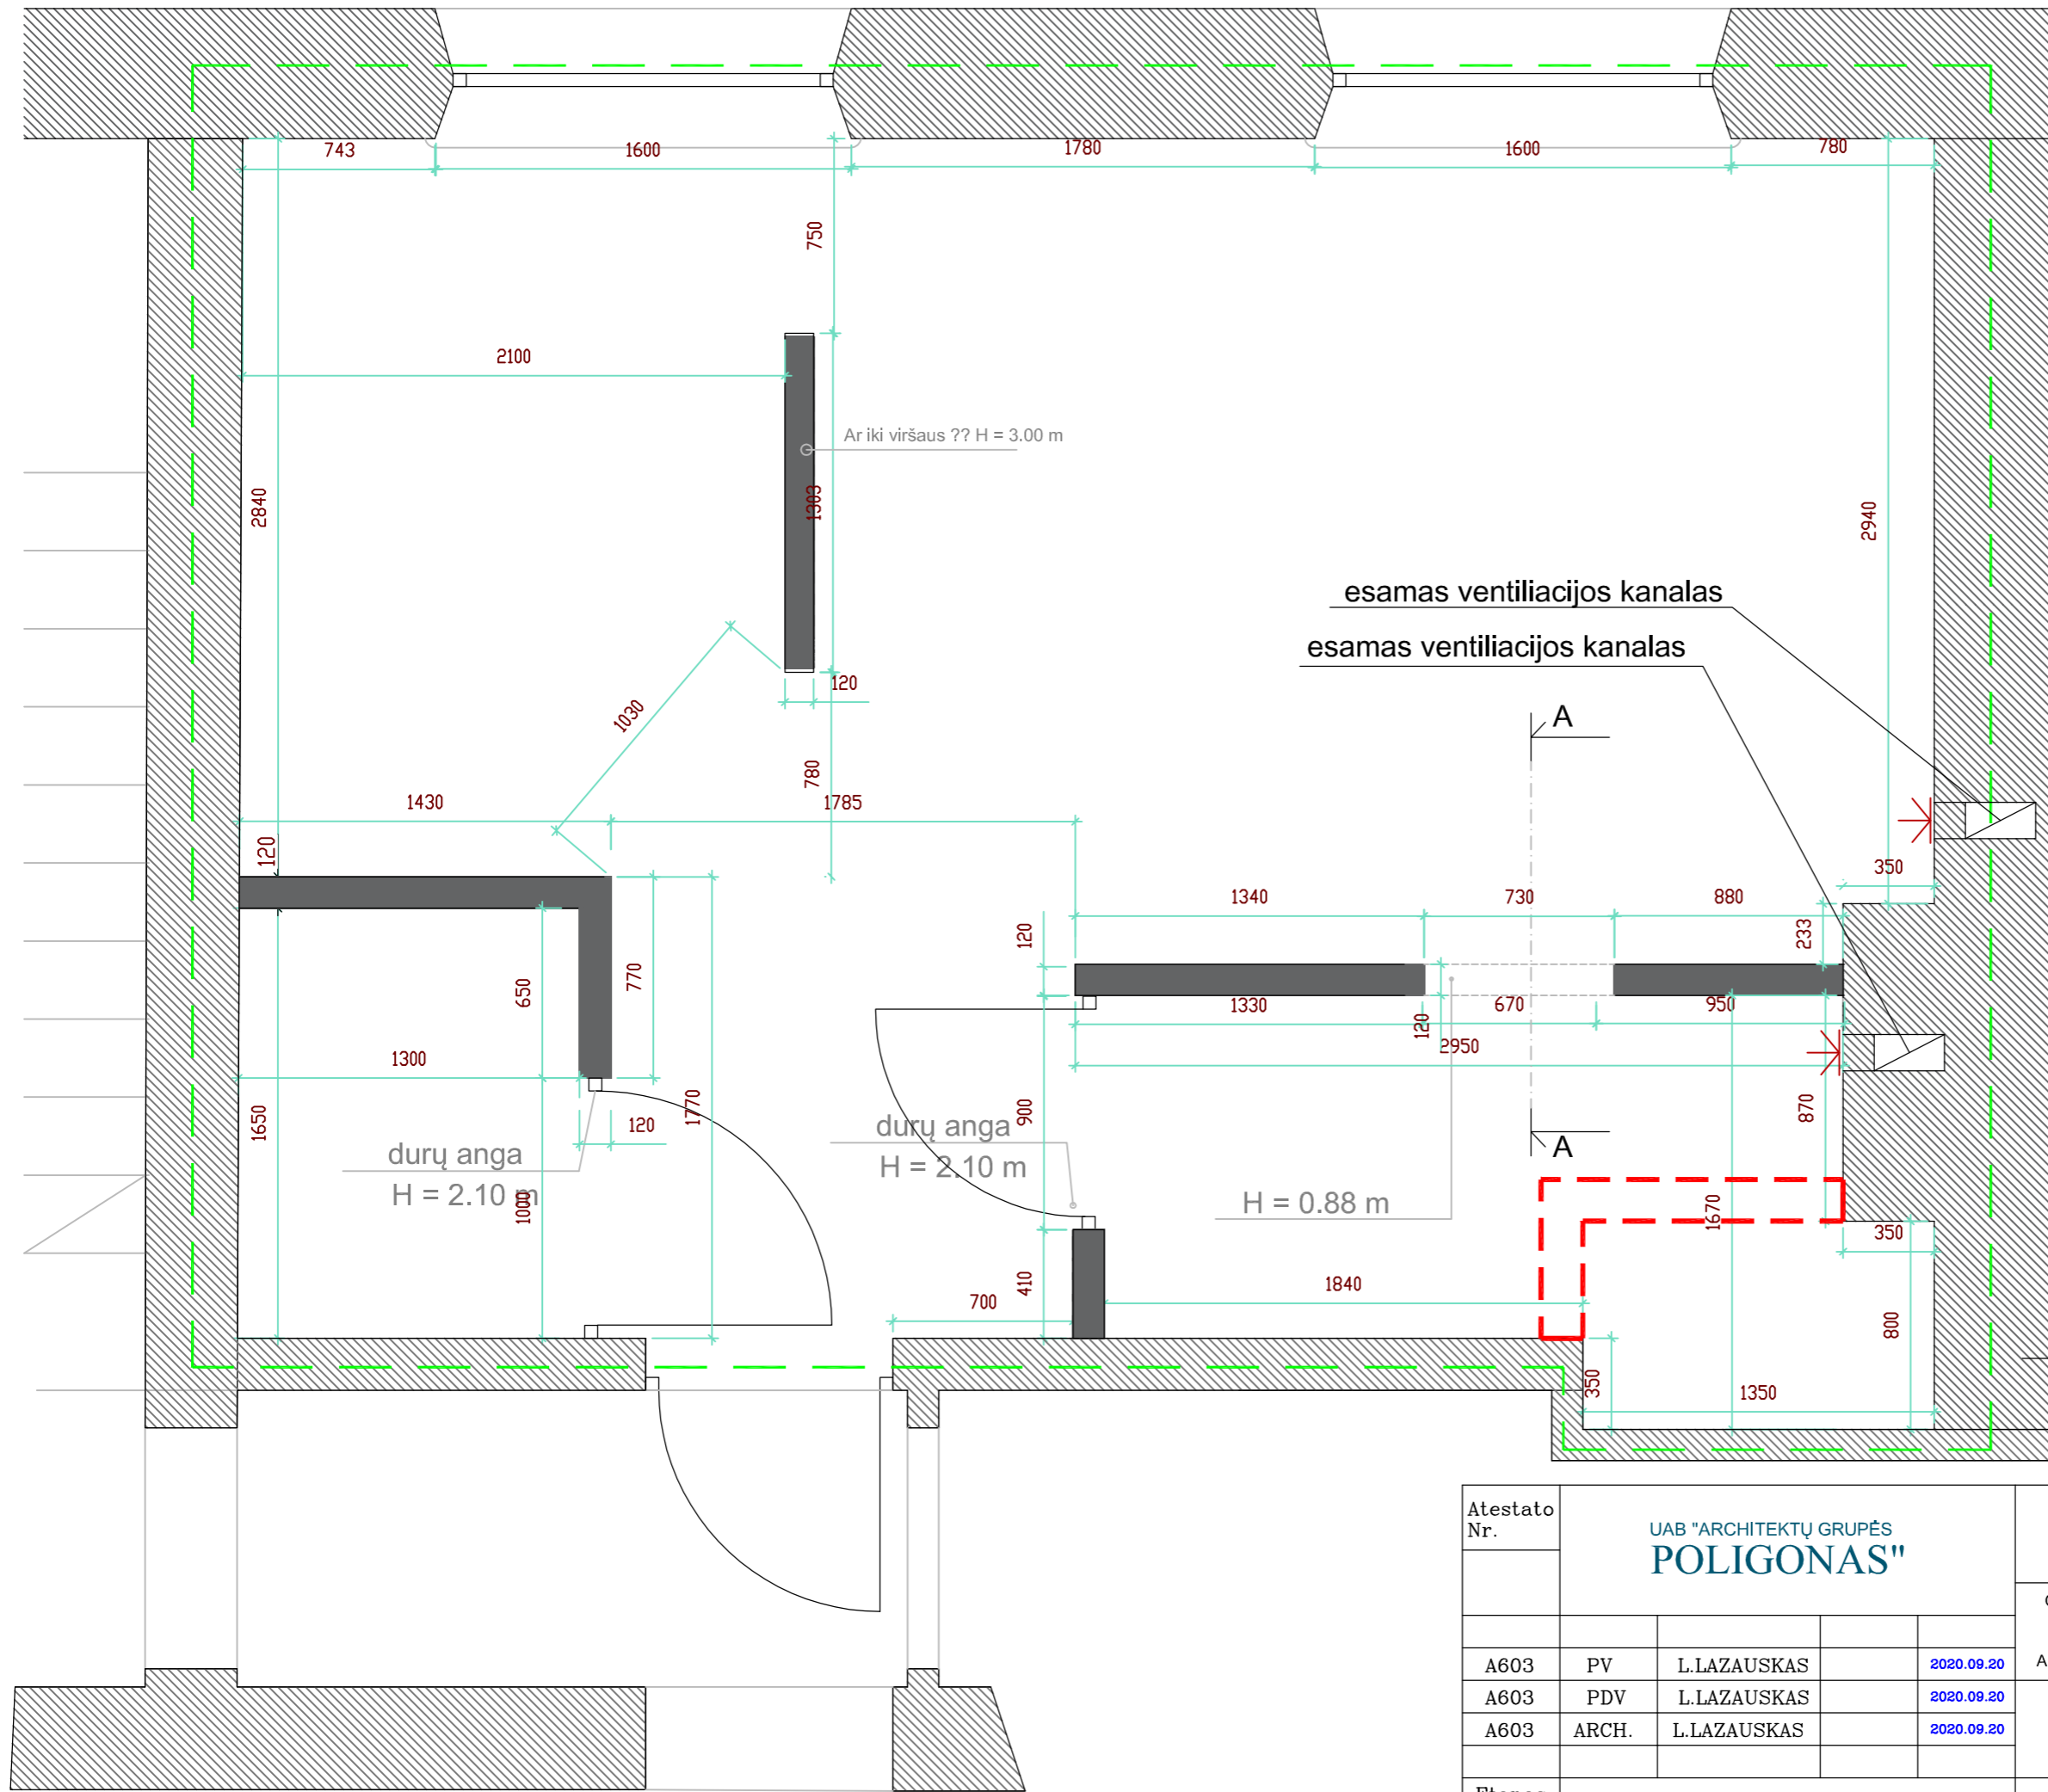 743
1600
1780
1600
780
750
2100
Ar iki viršaus ?? H = 3.00 m
2840
1303
2940
esamas ventiliacijos kanalas
esamas ventiliacijos kanalas
120
1030
A
780
1430
1785
120
350
1340
730
880
233
120
650
770
1330
670
950
120
2950
1300
1650
120
1770
900
870
durų anga
H = 2.10 m
durų anga
H = 2.10 m
A
1000
H = 0.88 m
1670
350
410
700
1840
800
350
1350
Atestato
Nr.
UAB "ARCHITEKTŲ GRUPĖS
POLIGONAS"
A603 PV L.LAZAUSKAS 2020.09.20
A603 PDV L.LAZAUSKAS 2020.09.20
A603 ARCH. L.LAZAUSKAS 2020.09.20